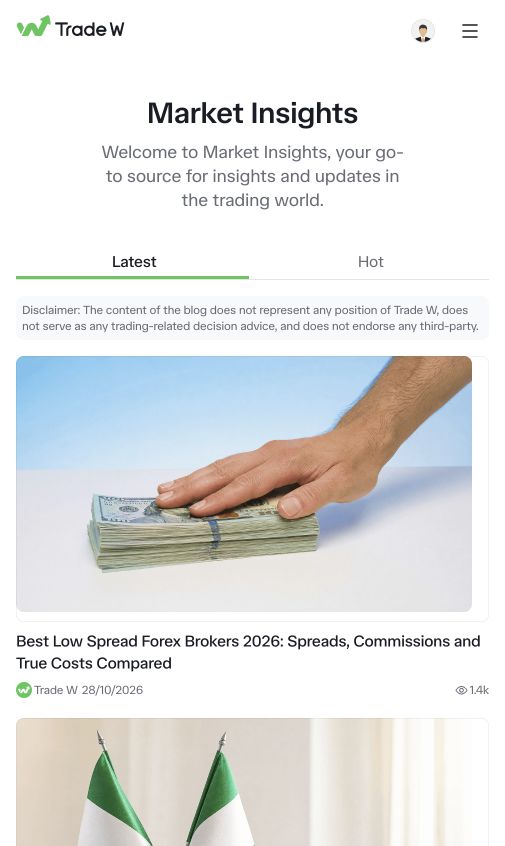 Trade W
Market Insights
Welcome to Market Insights, your go-
to source for insights and updates in
the trading world.
Latest
Hot
Disclaimer: The content of the blog does not represent any position of Trade W, does
not serve as any trading-related decision advice, and does not endorse any third-party.
Best Low Spread Forex Brokers 2026: Spreads, Commissions and
True Costs Compared
Trade W 28/10/2026
1.4k